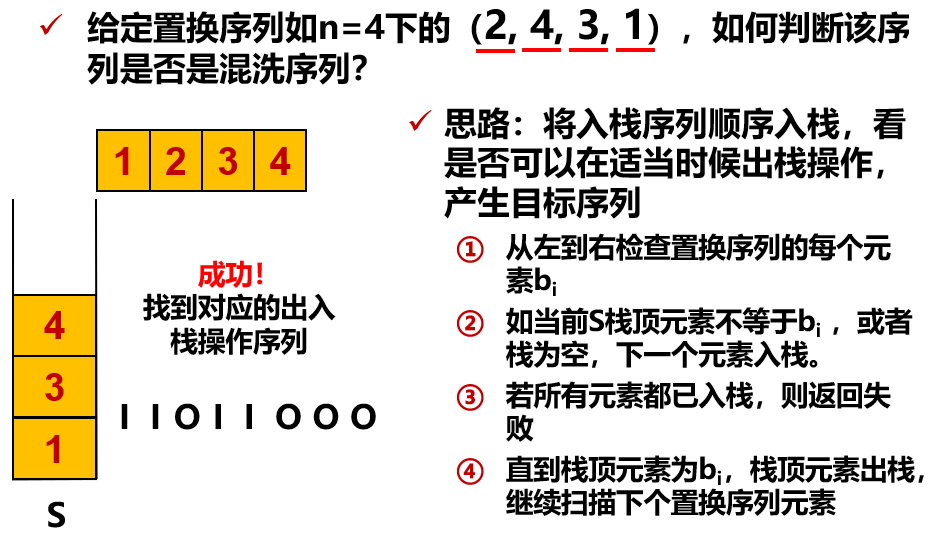 ✓ 给定置换序列如n=4下的（2, 4, 3, 1），如何判断该序
列是否是混洗序列？
1 2 3 4
✓ 思路：将入栈序列顺序入栈，看
是否可以在适当时候出栈操作，
产生目标序列
① 从左到右检查置换序列的每个元
素bi
② 如当前S栈顶元素不等于bi ，或者
栈为空，下一个元素入栈。
③ 若所有元素都已入栈，则返回失
败
④ 直到栈顶元素为bi，栈顶元素出栈，
继续扫描下个置换序列元素
成功！
找到对应的出入
栈操作序列
I I O I I O O O
4
3
1
S